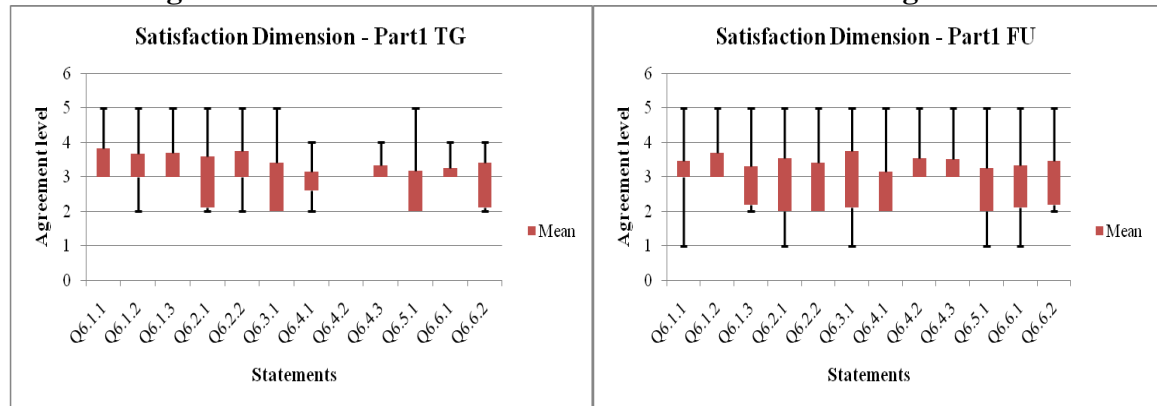 Satisfaction Dimension - Part1 TG
Agreement level
6
5
4
3
2
1
0
Q6.1.1
Q6.1.2
Q6.1.3
Q6.2.1
Q6.2.2
Q6.3.1
Q6.4.1
Q6.4.2
Q6.4.3
Q6.5.1
Q6.6.1
Q6.6.2
Statements
Mean
Satisfaction Dimension - Part1 FU
Agreement level
6
5
4
3
2
1
0
Q6.1.1
Q6.1.2
Q6.1.3
Q6.2.1
Q6.2.2
Q6.3.1
Q6.4.1
Q6.4.2
Q6.4.3
Q6.5.1
Q6.6.1
Q6.6.2
Statements
Mean